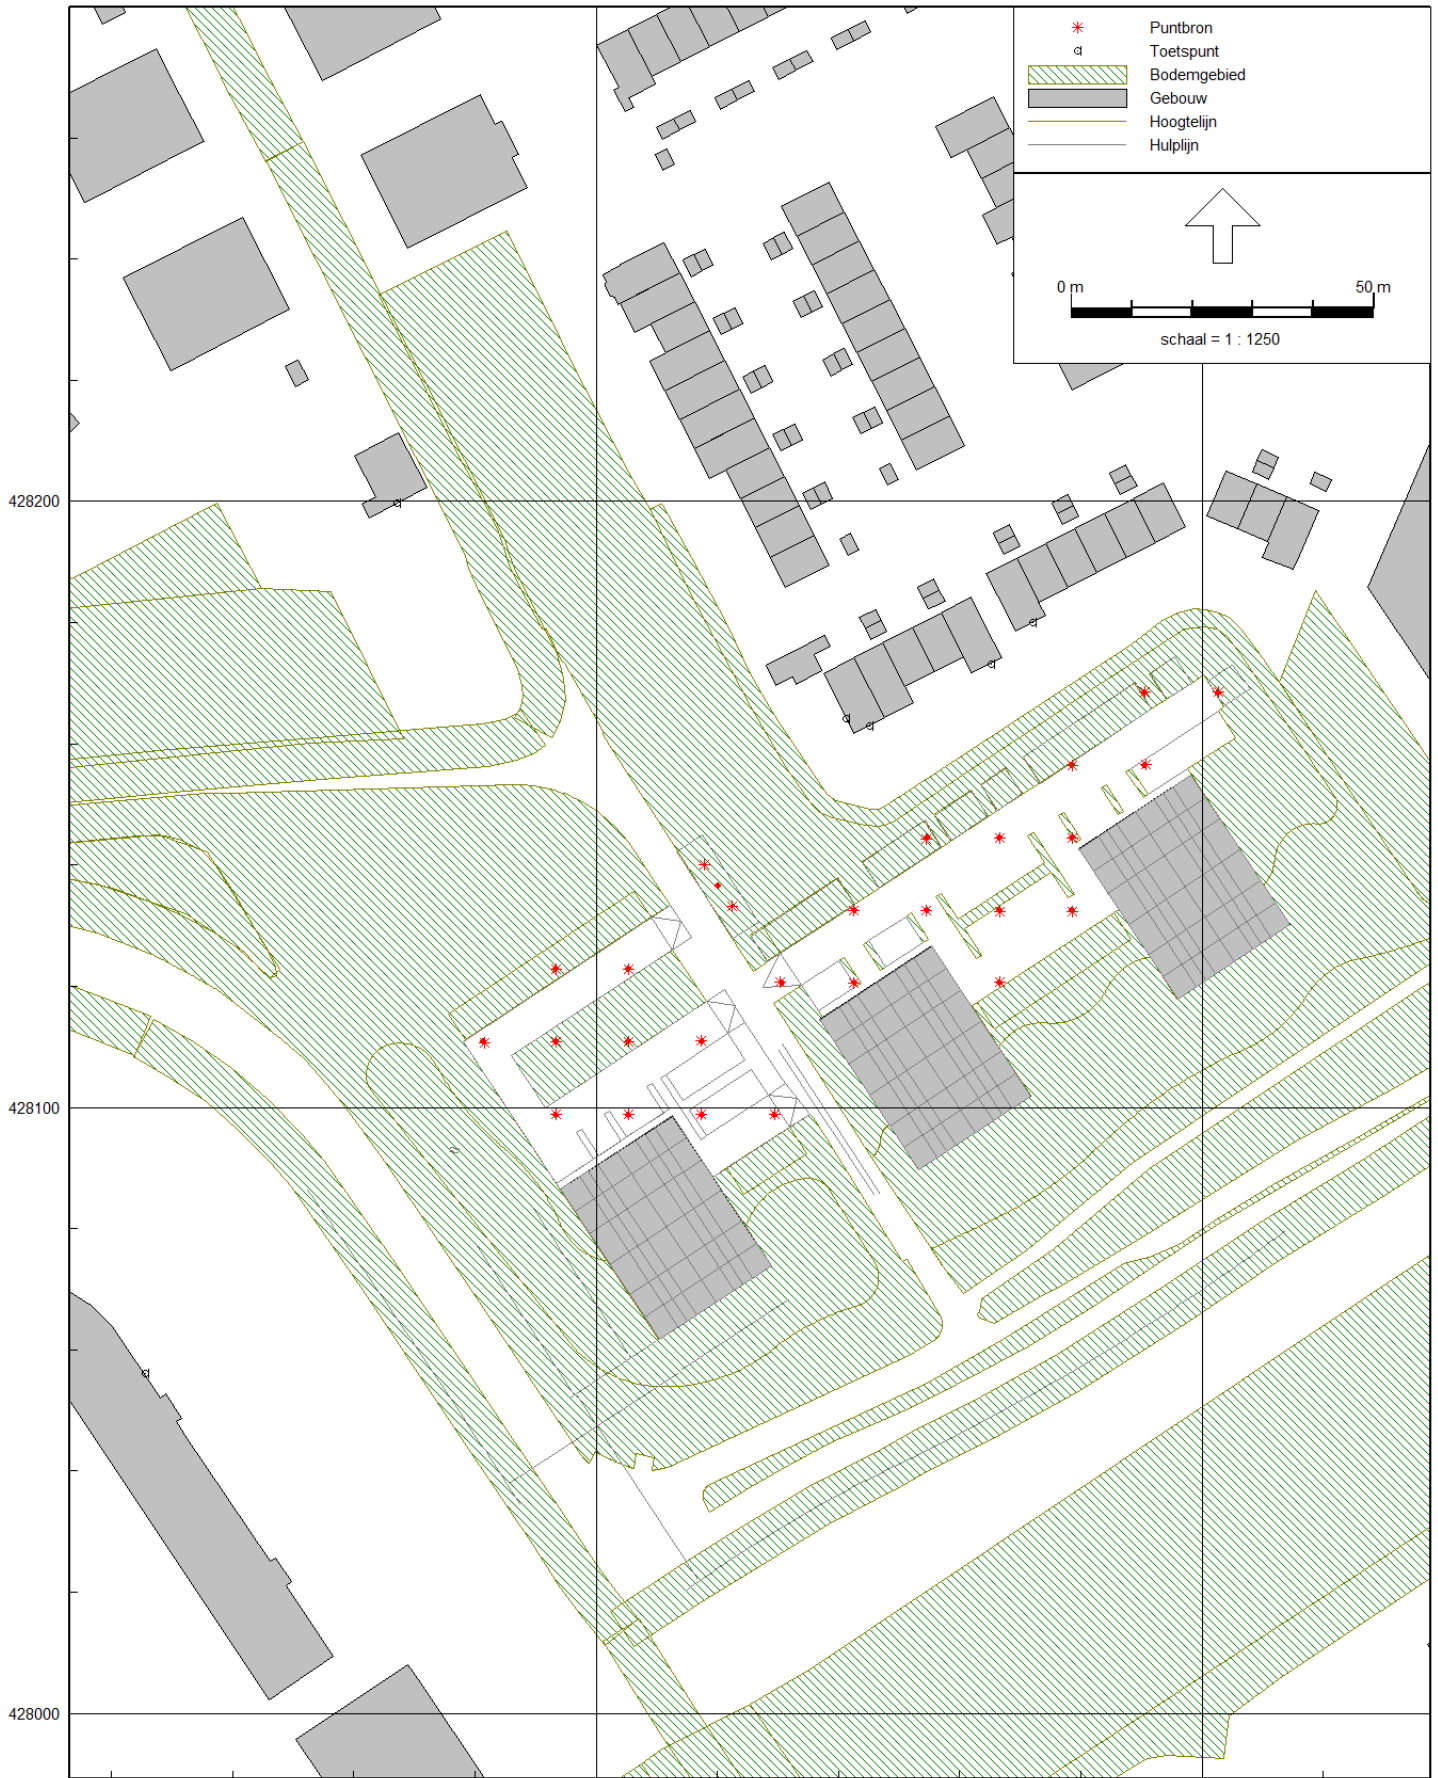 Puntbron
Toetspunt
Bodemgebied
Gebouw
Hoogtelijn
Hulplijn
0 m 50 m
schaal = 1 : 1250
428200
428100
428000